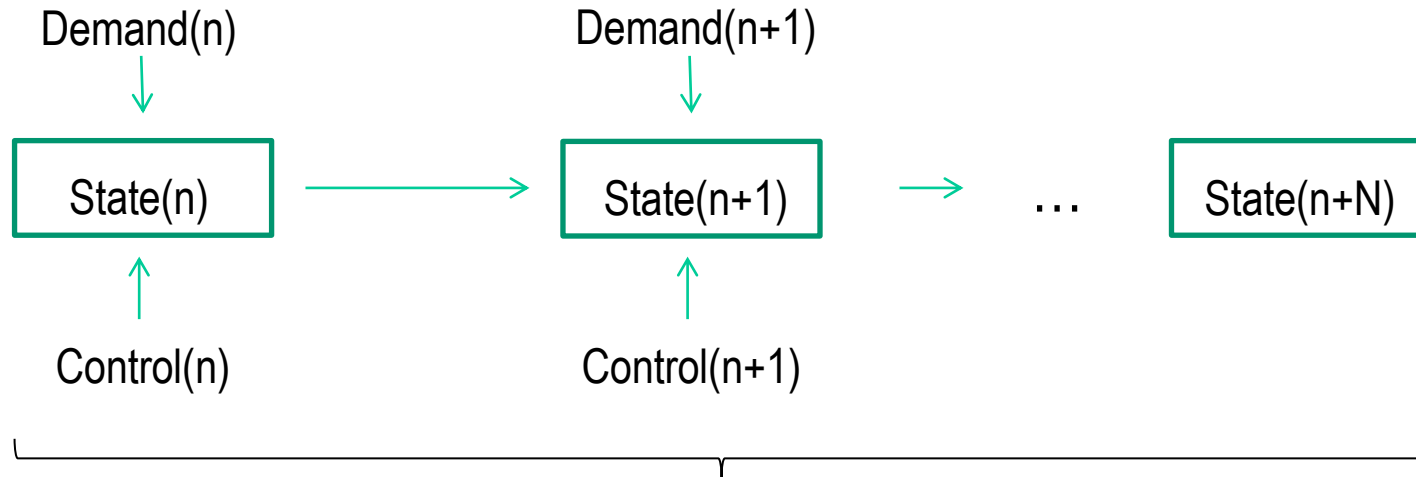 Demand(n) Demand(n+1)
State(n) State(n+1) … State(n+N)
Control(n) Control(n+1)